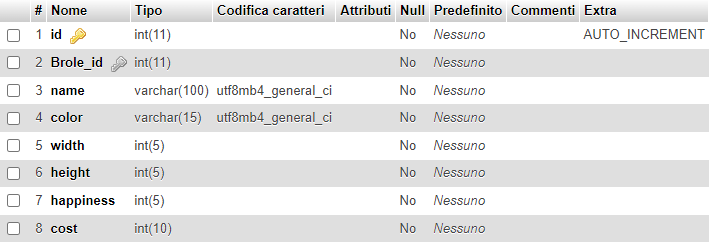 # Nome Tipo Codifica caratteri Attributi Null Predefinito Commenti Extra
1 id int(11) No Nessuno AUTO_INCREMENT
2 Brole_id int(11) No Nessuno
3 name varchar(100) utf8mb4_general_ci No Nessuno
4 color varchar(15) utf8mb4_general_ci No Nessuno
5 width int(5) No Nessuno
6 height int(5) No Nessuno
7 happiness int(5) No Nessuno
8 cost int(10) No Nessuno